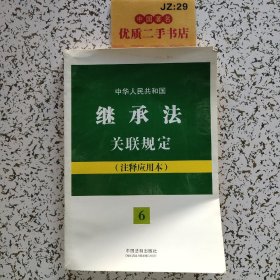 JZ:29
中国著名
优质二手书店
中华人民共和国
继承法
关联规定
(注释应用本)
6
中国法制出版社